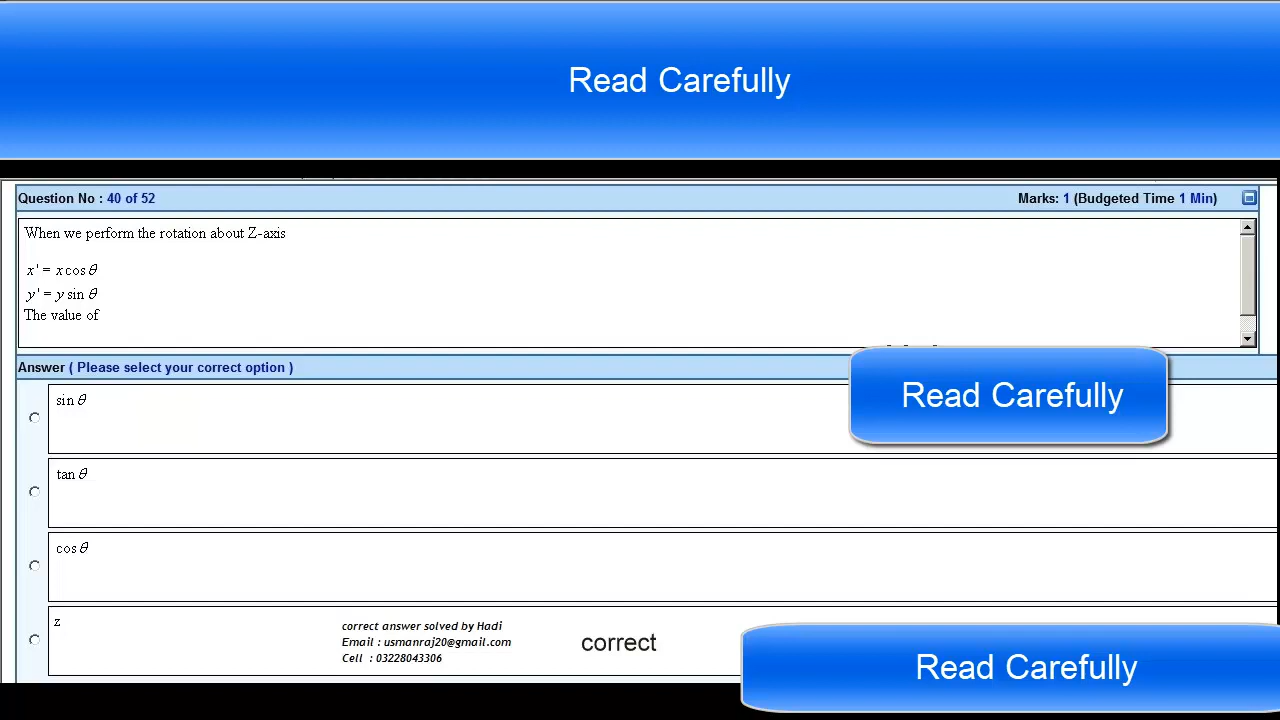 Read Carefully
Question No : 40 of 52
Marks: 1 (Budgeted Time 1 Min)
When we perform the rotation about Z-axis
x' = x cos θ
y' = y sin θ
The value of
Answer ( Please select your correct option )
Read Carefully
sin θ
tan θ
cos θ
z
correct answer solved by Hadi
Email : usmanraj20@gmail.com
Cell : 03228043306
correct
Read Carefully